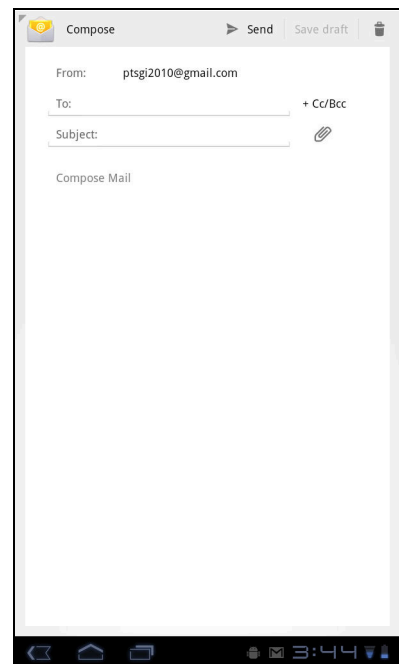 Compose Send Save draft
From: ptsgi2010@gmail.com
To: + Cc/Bcc
Subject:
Compose Mail
3:44